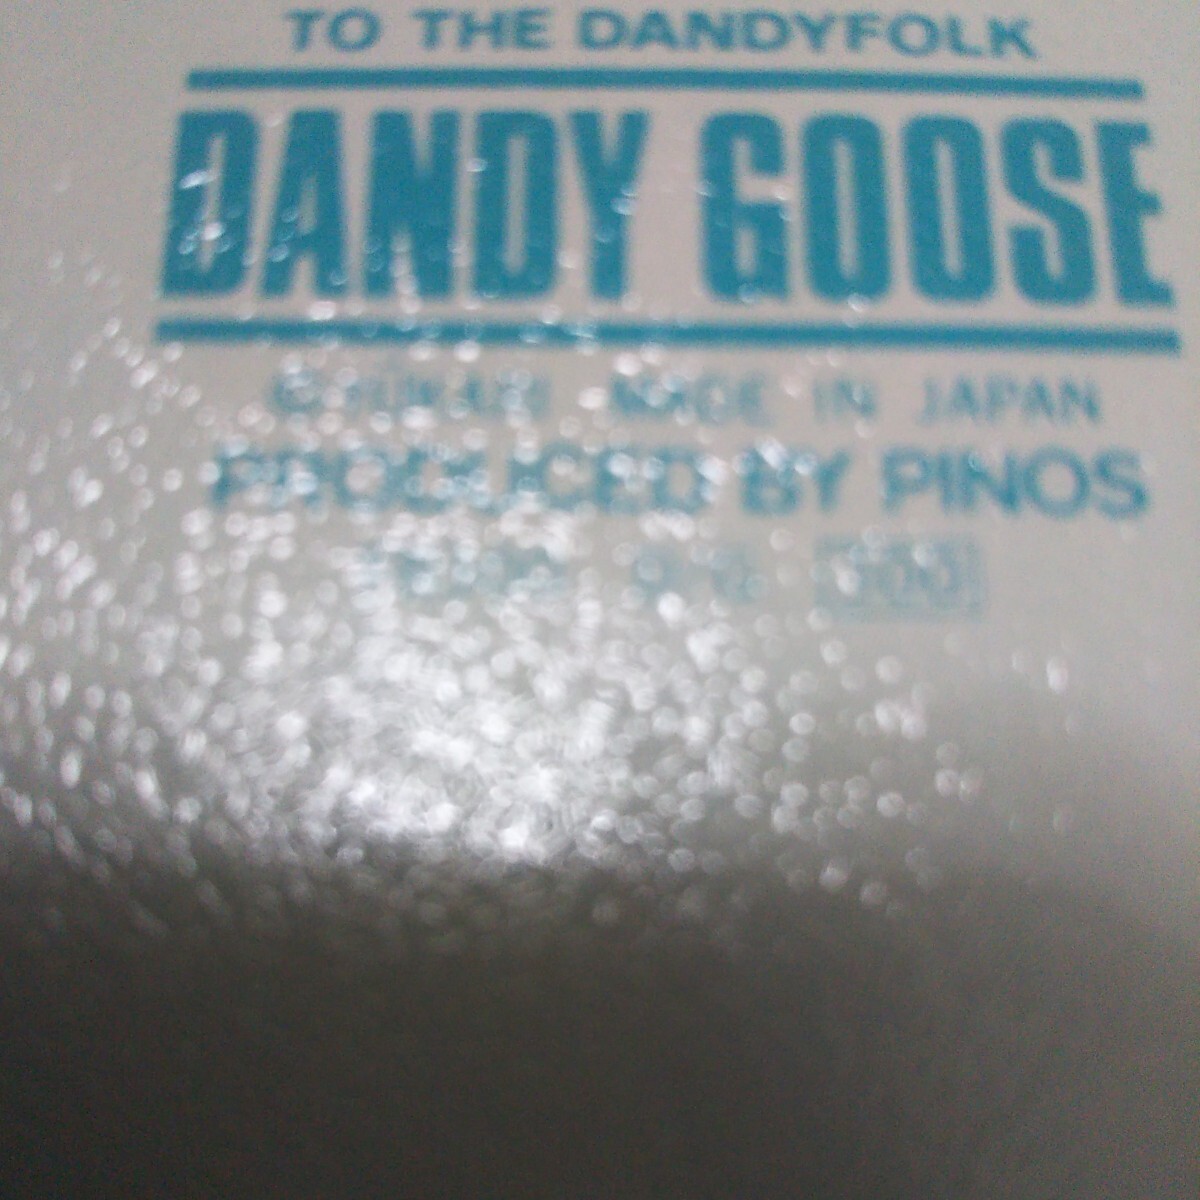 TO THE DANDYFOLK
DANDY GOOSE
MADE IN JAPAN
PRODUCED BY PINOS